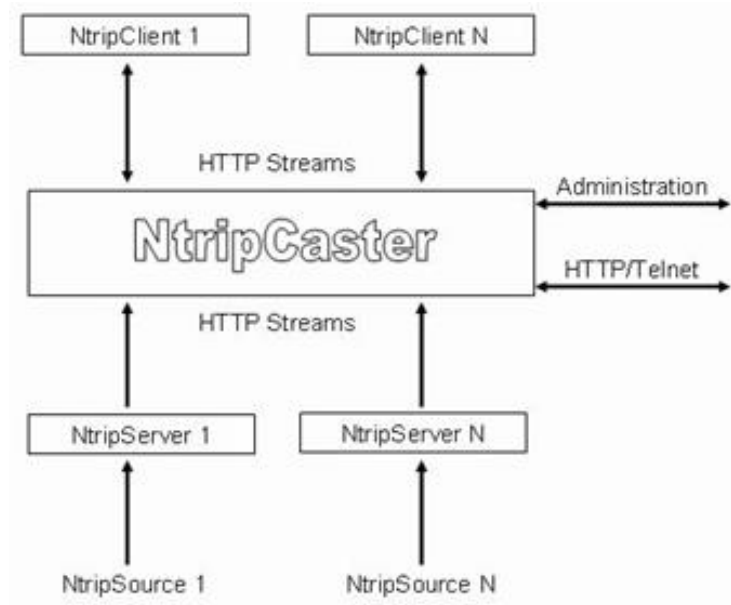 NtripClient 1
NtripClient N
HTTP Streams
Administration
NtripCaster
HTTP/Telnet
HTTP Streams
NtripServer 1
NtripServer N
NtripSource 1
NtripSource N